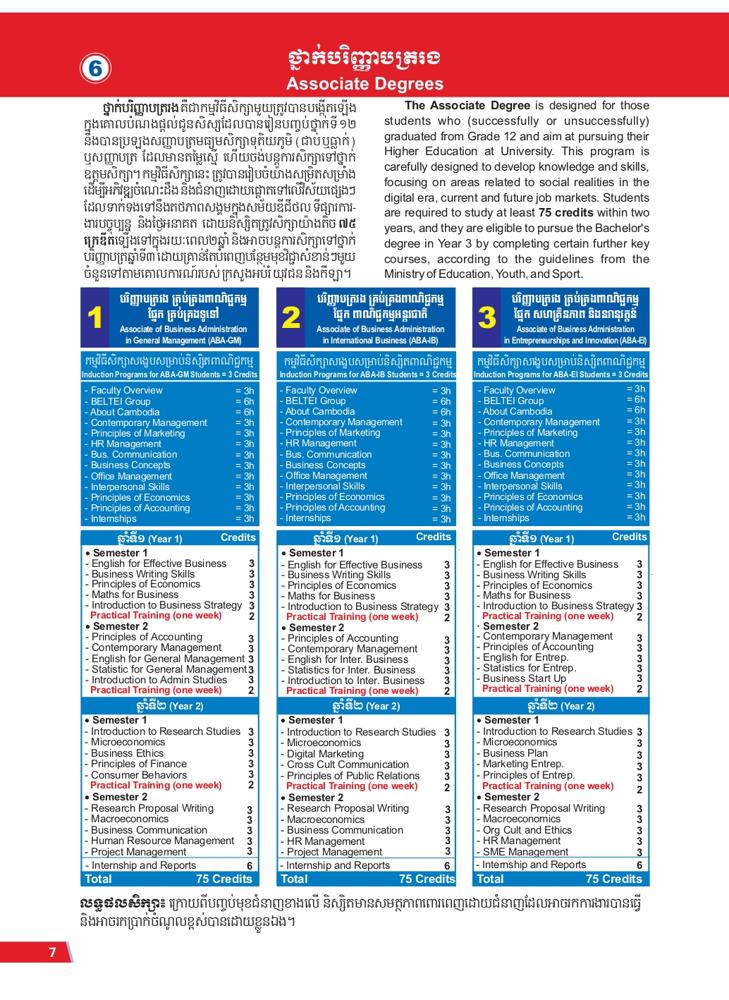 6
ថ្នាក់បរិញ្ញាបត្ររង
Associate Degrees
ថ្នាក់បរិញ្ញាបត្ររង គឺជាកម្មវិធីសិក្សាមួយត្រូវបានបង្កើតឡើង
ក្នុងគោលបំណងផ្តល់ជូនសិស្សដែលបានរៀនបញ្ចប់ថ្នាក់ទី ១២
និងបានប្រឡងសញ្ញាបត្រមធ្យមសិក្សាទុតិយភូមិ (ជាប់ ឬធ្លាក់)
ឬសញ្ញាបត្រ ដែលមានតម្លៃស្មើ ហើយចង់បន្តការសិក្សាទៅថ្នាក់
ឧត្តមសិក្សា។ កម្មវិធីសិក្សានេះ ត្រូវបានរៀបចំយ៉ាងសម្រិតសម្រាំង
ដើម្បីអភិវឌ្ឍចំណេះដឹង និងជំនាញដោយផ្តោតទៅលើវិស័យផ្សេងៗ
ដែលទាក់ទងទៅនឹងតថភាពសង្គមក្នុងសម័យឌីជីថល ទីផ្សារការ-
ងារបច្ចុប្បន្ន និងថ្ងៃអនាគត ដោយនិស្សិតត្រូវសិក្សាយ៉ាងតិច ៧៥
ក្រេឌីតឡើងទៅក្នុងរយៈពេល២ឆ្នាំ និងអាចបន្តការសិក្សាទៅថ្នាក់
បរិញ្ញាបត្រឆ្នាំទី៣ ដោយគ្រាន់តែបំពេញបន្ថែមមុខវិជ្ជាសំខាន់ៗមួយ
ចំនួនទៅតាមគោលការណ៍របស់ ក្រសួងអប់រំ យុវជន និងកីឡា។
The Associate Degree is designed for those
students who (successfully or unsuccessfully)
graduated from Grade 12 and aim at pursuing their
Higher Education at University. This program is
carefully designed to develop knowledge and skills,
focusing on areas related to social realities in the
digital era, current and future job markets. Students
are required to study at least 75 credits within two
years, and they are eligible to pursue the Bachelor's
degree in Year 3 by completing certain further key
courses, according to the guidelines from the
Ministry of Education, Youth, and Sport.
1
បរិញ្ញាបត្ររង គ្រប់គ្រងពាណិជ្ជកម្ម
ផ្នែក គ្រប់គ្រងទូទៅ
Associate of Business Administration
in General Management (ABA-GM)
កម្មវិធីសិក្សាសង្ខេបសម្រាប់និស្សិតពាណិជ្ជកម្ម
Induction Programs for ABA-GM Students = 3 Credits
- Faculty Overview = 3h
- BELTEI Group = 6h
- About Cambodia = 6h
- Contemporary Management = 3h
- Principles of Marketing = 3h
- HR Management = 3h
- Bus. Communication = 3h
- Business Concepts = 3h
- Office Management = 3h
- Interpersonal Skills = 3h
- Principles of Economics = 3h
- Principles of Accounting = 3h
- Internships = 3h
ឆ្នាំទី១ (Year 1) Credits
• Semester 1
- English for Effective Business 3
- Business Writing Skills 3
- Principles of Economics 3
- Maths for Business 3
- Introduction to Business Strategy 3
Practical Training (one week) 2
• Semester 2
- Principles of Accounting 3
- Contemporary Management 3
- English for General Management 3
- Statistic for General Management 3
- Introduction to Admin Studies 3
Practical Training (one week) 2
ឆ្នាំទី២ (Year 2)
• Semester 1
- Introduction to Research Studies 3
- Microeconomics 3
- Business Ethics 3
- Principles of Finance 3
- Consumer Behaviors 3
Practical Training (one week) 2
• Semester 2
- Research Proposal Writing 3
- Macroeconomics 3
- Business Communication 3
- Human Resource Management 3
- Project Management 3
- Internship and Reports 6
Total 75 Credits
2
បរិញ្ញាបត្ររង គ្រប់គ្រងពាណិជ្ជកម្ម
ផ្នែក ពាណិជ្ជកម្មអន្តរជាតិ
Associate of Business Administration
in International Business (ABA-IB)
កម្មវិធីសិក្សាសង្ខេបសម្រាប់និស្សិតពាណិជ្ជកម្ម
Induction Programs for ABA-IB Students = 3 Credits
- Faculty Overview = 3h
- BELTEI Group = 6h
- About Cambodia = 6h
- Contemporary Management = 3h
- Principles of Marketing = 3h
- HR Management = 3h
- Bus. Communication = 3h
- Business Concepts = 3h
- Office Management = 3h
- Interpersonal Skills = 3h
- Principles of Economics = 3h
- Principles of Accounting = 3h
- Internships = 3h
ឆ្នាំទី១ (Year 1) Credits
• Semester 1
- English for Effective Business 3
- Business Writing Skills 3
- Principles of Economics 3
- Maths for Business 3
- Introduction to Business Strategy 3
Practical Training (one week) 2
• Semester 2
- Principles of Accounting 3
- Contemporary Management 3
- English for Inter. Business 3
- Statistics for Inter. Business 3
- Introduction to Inter. Business 3
Practical Training (one week) 2
ឆ្នាំទី២ (Year 2)
• Semester 1
- Introduction to Research Studies 3
- Microeconomics 3
- Digital Marketing 3
- Cross Cult Communication 3
- Principles of Public Relations 3
Practical Training (one week) 2
• Semester 2
- Research Proposal Writing 3
- Macroeconomics 3
- Business Communication 3
- HR Management 3
- Project Management 3
- Internship and Reports 6
Total 75 Credits
3
បរិញ្ញាបត្ររង គ្រប់គ្រងពាណិជ្ជកម្ម
ផ្នែក សហគ្រិនភាព និងនវានុវត្តន៍
Associate of Business Administration
in Entrepreneurships and Innovation (ABA-EI)
កម្មវិធីសិក្សាសង្ខេបសម្រាប់និស្សិតពាណិជ្ជកម្ម
Induction Programs for ABA-EI Students = 3 Credits
- Faculty Overview = 3h
- BELTEI Group = 6h
- About Cambodia = 6h
- Contemporary Management = 3h
- Principles of Marketing = 3h
- HR Management = 3h
- Bus. Communication = 3h
- Business Concepts = 3h
- Office Management = 3h
- Interpersonal Skills = 3h
- Principles of Economics = 3h
- Principles of Accounting = 3h
- Internships = 3h
ឆ្នាំទី១ (Year 1) Credits
• Semester 1
- English for Effective Business 3
- Business Writing Skills 3
- Principles of Economics 3
- Maths for Business 3
- Introduction to Business Strategy 3
Practical Training (one week) 2
· Semester 2
- Contemporary Management 3
- Principles of Accounting 3
- English for Entrep. 3
- Statistics for Entrep. 3
- Business Start Up 3
Practical Training (one week) 2
ឆ្នាំទី២ (Year 2)
• Semester 1
- Introduction to Research Studies 3
- Microeconomics 3
- Business Plan 3
- Marketing Entrep. 3
- Principles of Entrep. 3
Practical Training (one week) 2
• Semester 2
- Research Proposal Writing 3
- Macroeconomics 3
- Org Cult and Ethics 3
- HR Management 3
- SME Management 3
- Internship and Reports 6
Total 75 Credits
លទ្ធផលសិក្សា៖ ក្រោយពីបញ្ចប់មុខជំនាញខាងលើ និស្សិតមានសមត្ថភាពពោរពេញដោយជំនាញដែលអាចរកការងារបានធ្វើ
និងអាចរកប្រាក់ចំណូលខ្ពស់បានដោយខ្លួនឯង។
7